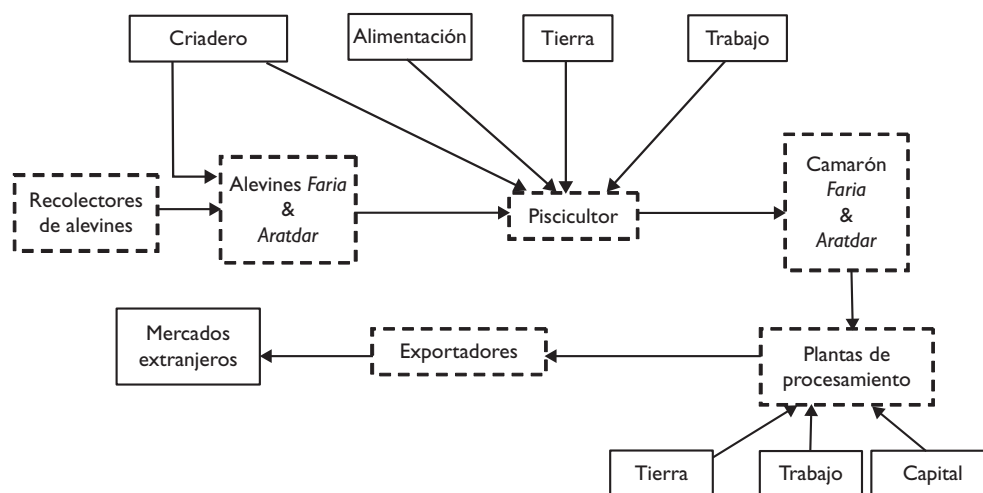 Criadero
Alimentación
Tierra
Trabajo
Recolectores
de alevines
Alevines Faria
&
Aratdar
Piscicultor
Camarón
Faria
&
Aratdar
Mercados
extranjeros
Exportadores
Plantas de
procesamiento
Tierra
Trabajo
Capital